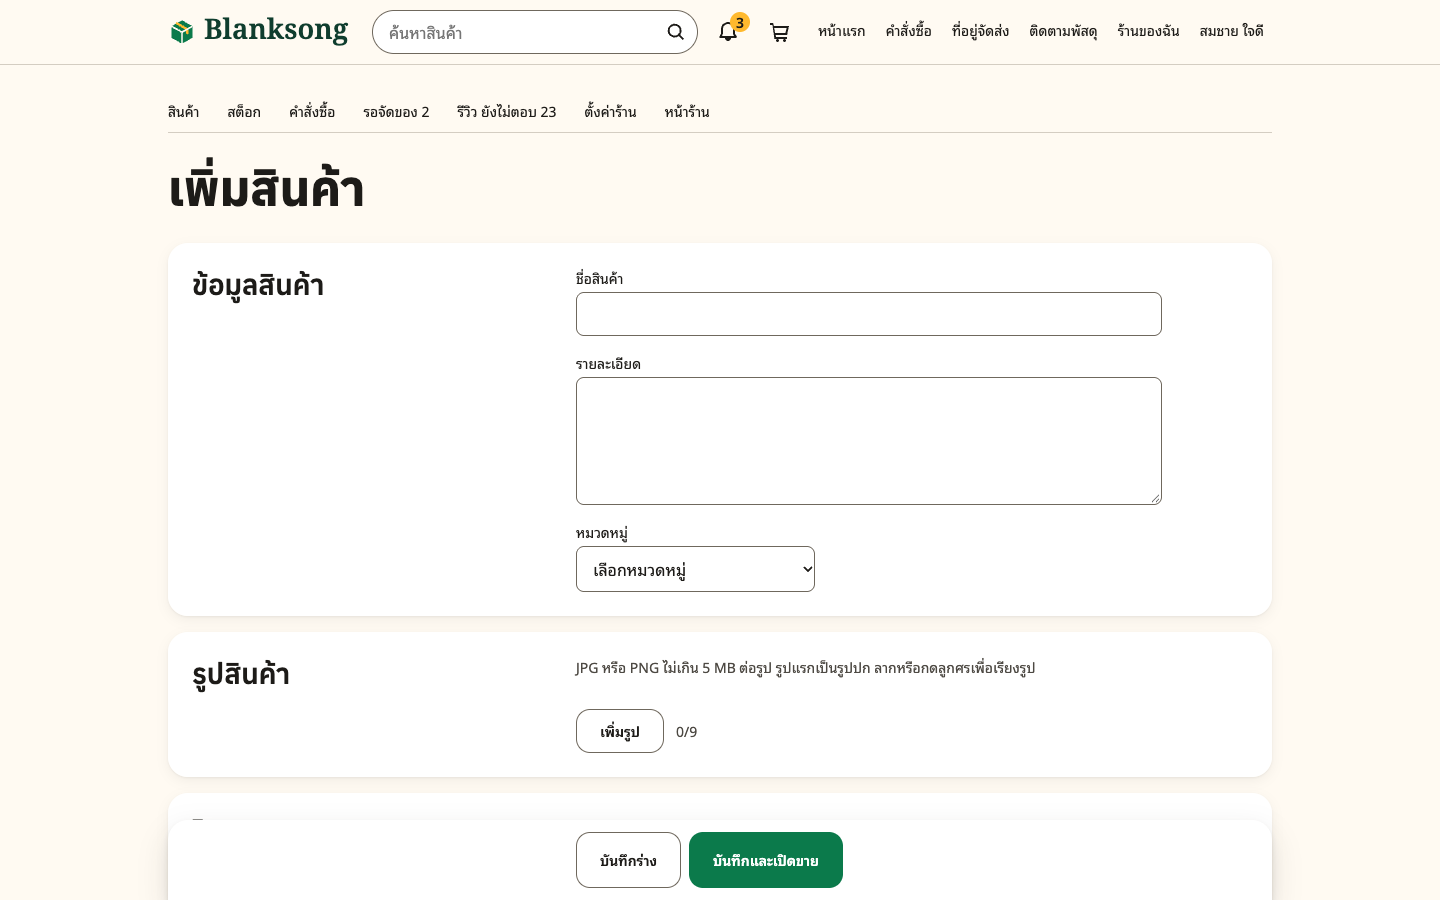 Blanksong
ค้นหาสินค้า
3
หน้าแรก
คำสั่งซื้อ
ที่อยู่จัดส่ง
ติดตามพัสดุ
ร้านของฉัน
สมชาย ใจดี
สินค้า
สต็อก
คำสั่งซื้อ
รอจัดของ 2
รีวิว ยังไม่ตอบ 23
ตั้งค่าร้าน
หน้าร้าน
เพิ่มสินค้า
ข้อมูลสินค้า
ชื่อสินค้า
รายละเอียด
หมวดหมู่
เลือกหมวดหมู่
รูปสินค้า
JPG หรือ PNG ไม่เกิน 5 MB ต่อรูป รูปแรกเป็นรูปปก ลากหรือกดลูกศรเพื่อเรียงรูป
เพิ่มรูป
0/9
บันทึกร่าง
บันทึกและเปิดขาย